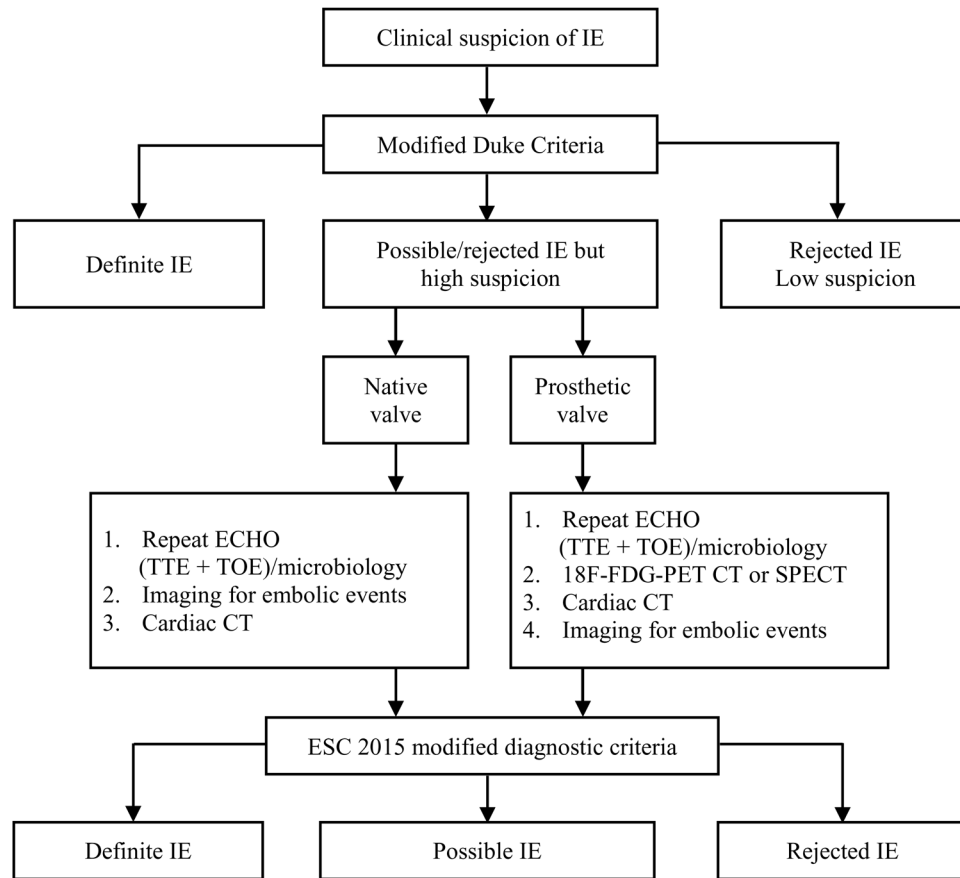 Clinical suspicion of IE
Modified Duke Criteria
Definite IE
Possible/rejected IE but
high suspicion
Rejected IE
Low suspicion
Native
valve
Prosthetic
valve
1. Repeat ECHO
(TTE + TOE)/microbiology
2. Imaging for embolic events
3. Cardiac CT
1. Repeat ECHO
(TTE + TOE)/microbiology
2. 18F-FDG-PET CT or SPECT
3. Cardiac CT
4. Imaging for embolic events
ESC 2015 modified diagnostic criteria
Definite IE
Possible IE
Rejected IE